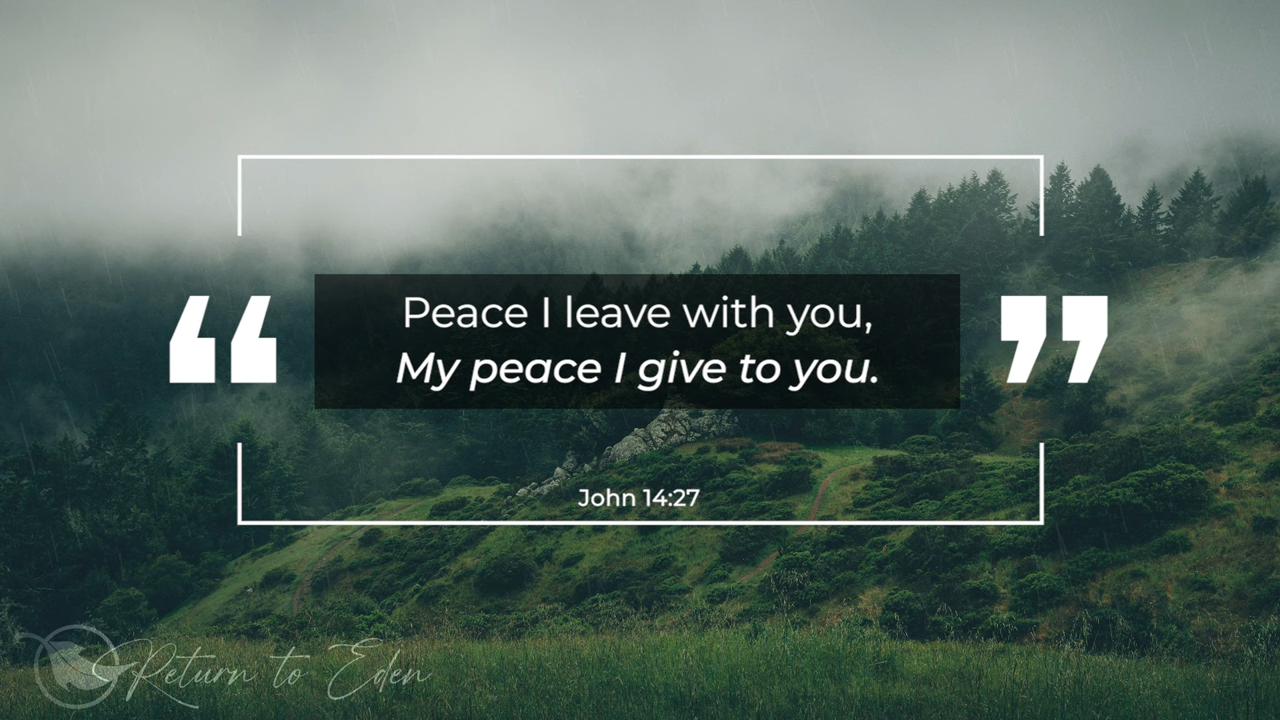 “
Peace I leave with you,
My peace I give to you.
”
John 14:27
Return to Eden